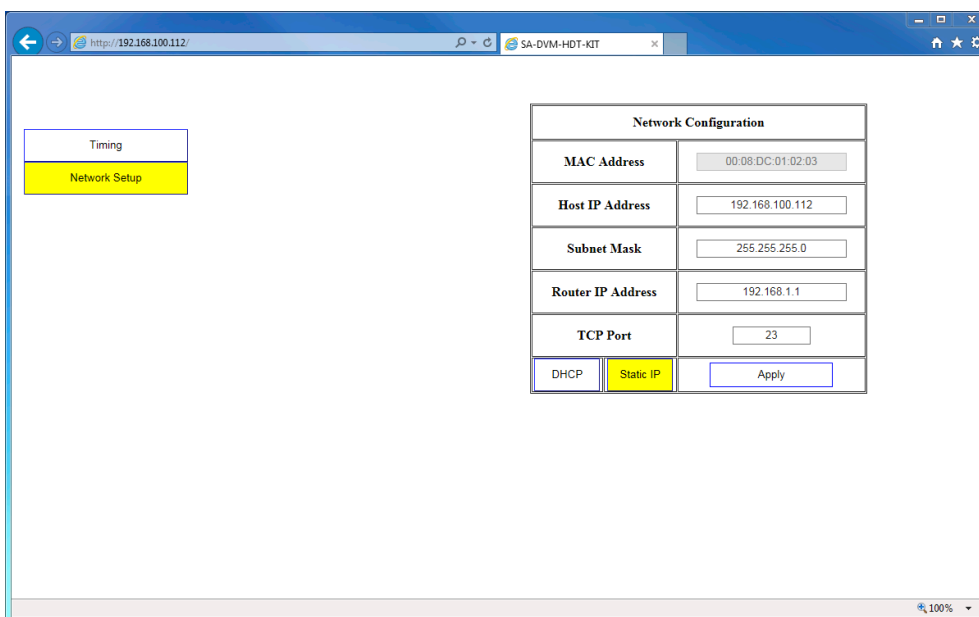 http://192.168.100.112/
SA-DVM-HDT-KIT
Timing
Network Setup
Network Configuration
MAC Address 00:08:DC:01:02:03
Host IP Address 192.168.100.112
Subnet Mask 255.255.255.0
Router IP Address 192.168.1.1
TCP Port 23
DHCP Static IP Apply
100%